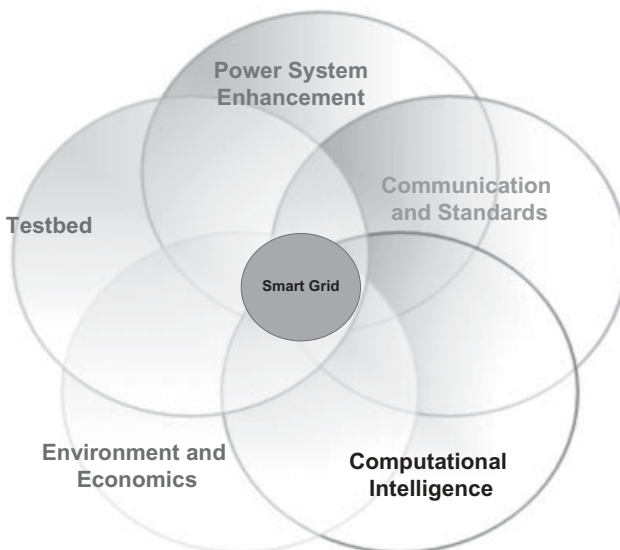 Power System
Enhancement
Communication
and Standards
Testbed
Smart Grid
Environment and
Economics
Computational
Intelligence